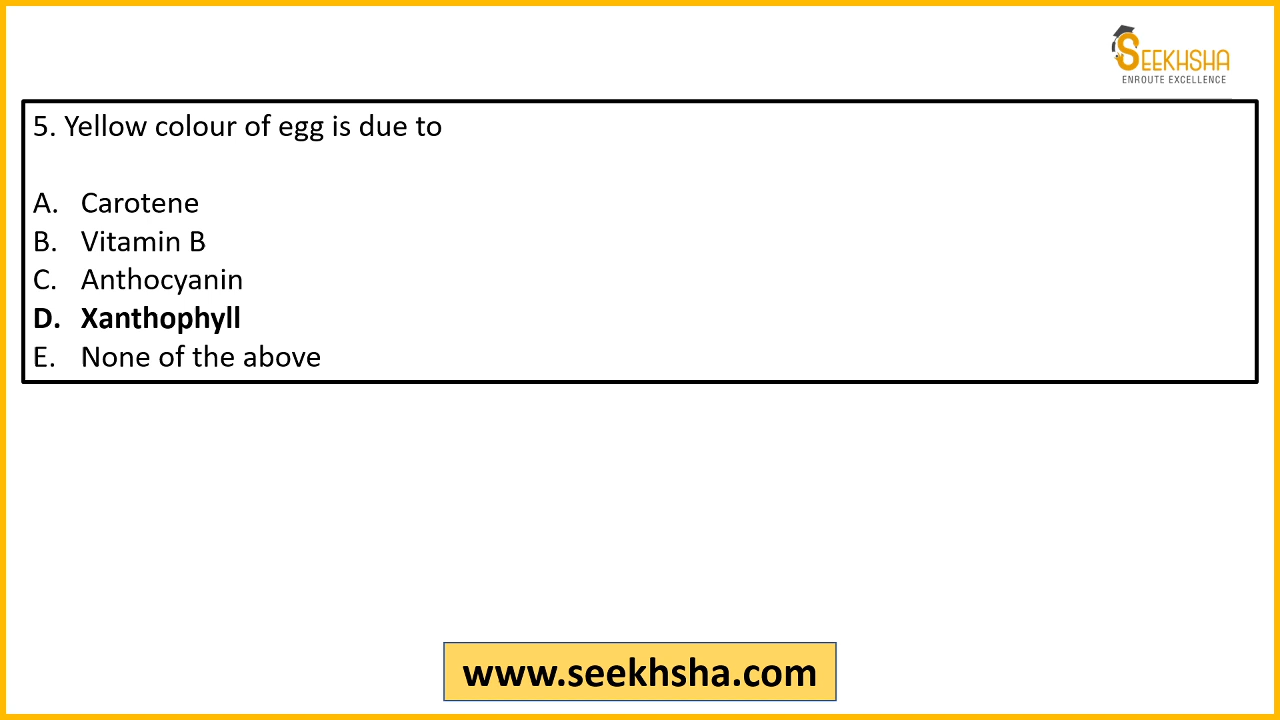 SEEKHSHA
ENROUTE EXCELLENCE
5. Yellow colour of egg is due to
A. Carotene
B. Vitamin B
C. Anthocyanin
D. Xanthophyll
E. None of the above
www.seekhsha.com